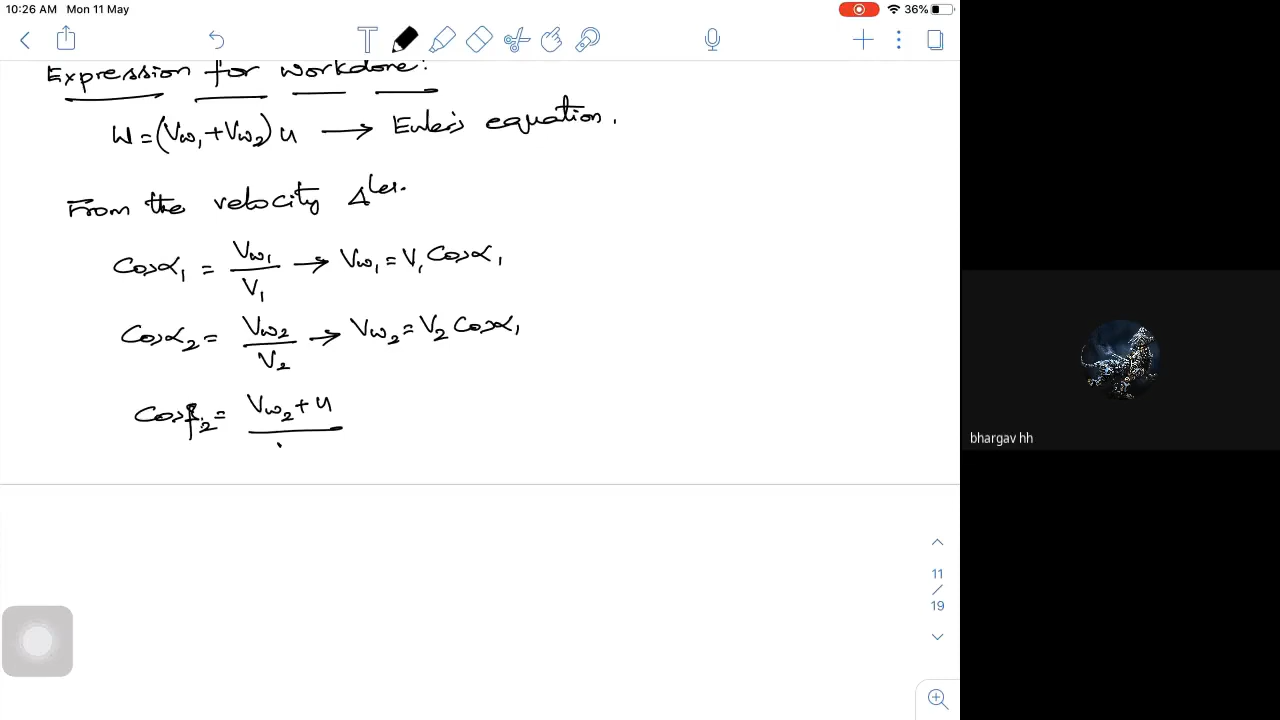 10:26 AM Mon 11 May
36%
Expression for workdone:
W = (Vw₁ + Vw₂) u → Euler's equation.
From the velocity Δles.
Cosα₁ = Vw₁ / V₁ → Vw₁ = V₁ Cosα₁
Cosα₂ = Vw₂ / V₂ → Vw₂ = V₂ Cosα₁
Cosβ₂ = Vw₂ + u
bhargav hh
11
/
19